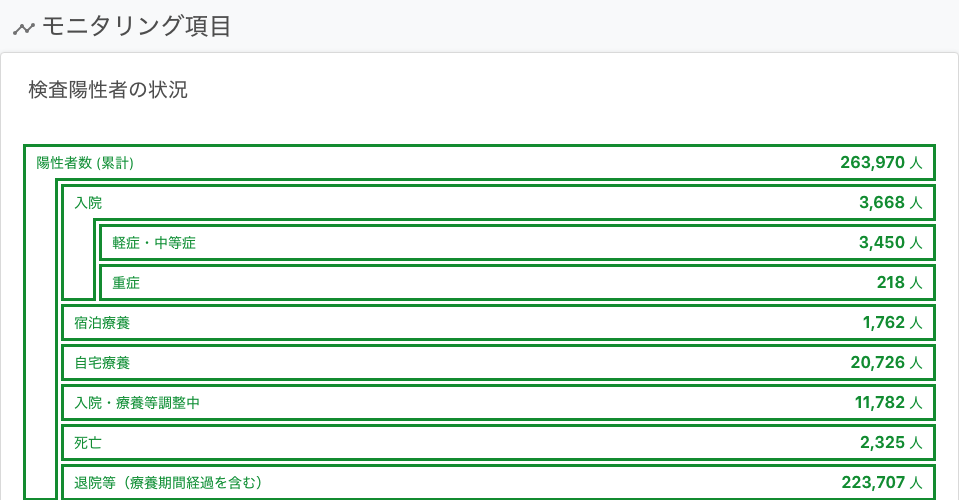 モニタリング項目
検査陽性者の状況
陽性者数 (累計) 263,970 人
入院 3,668 人
軽症・中等症 3,450 人
重症 218 人
宿泊療養 1,762 人
自宅療養 20,726 人
入院・療養等調整中 11,782 人
死亡 2,325 人
退院等（療養期間経過を含む） 223,707 人